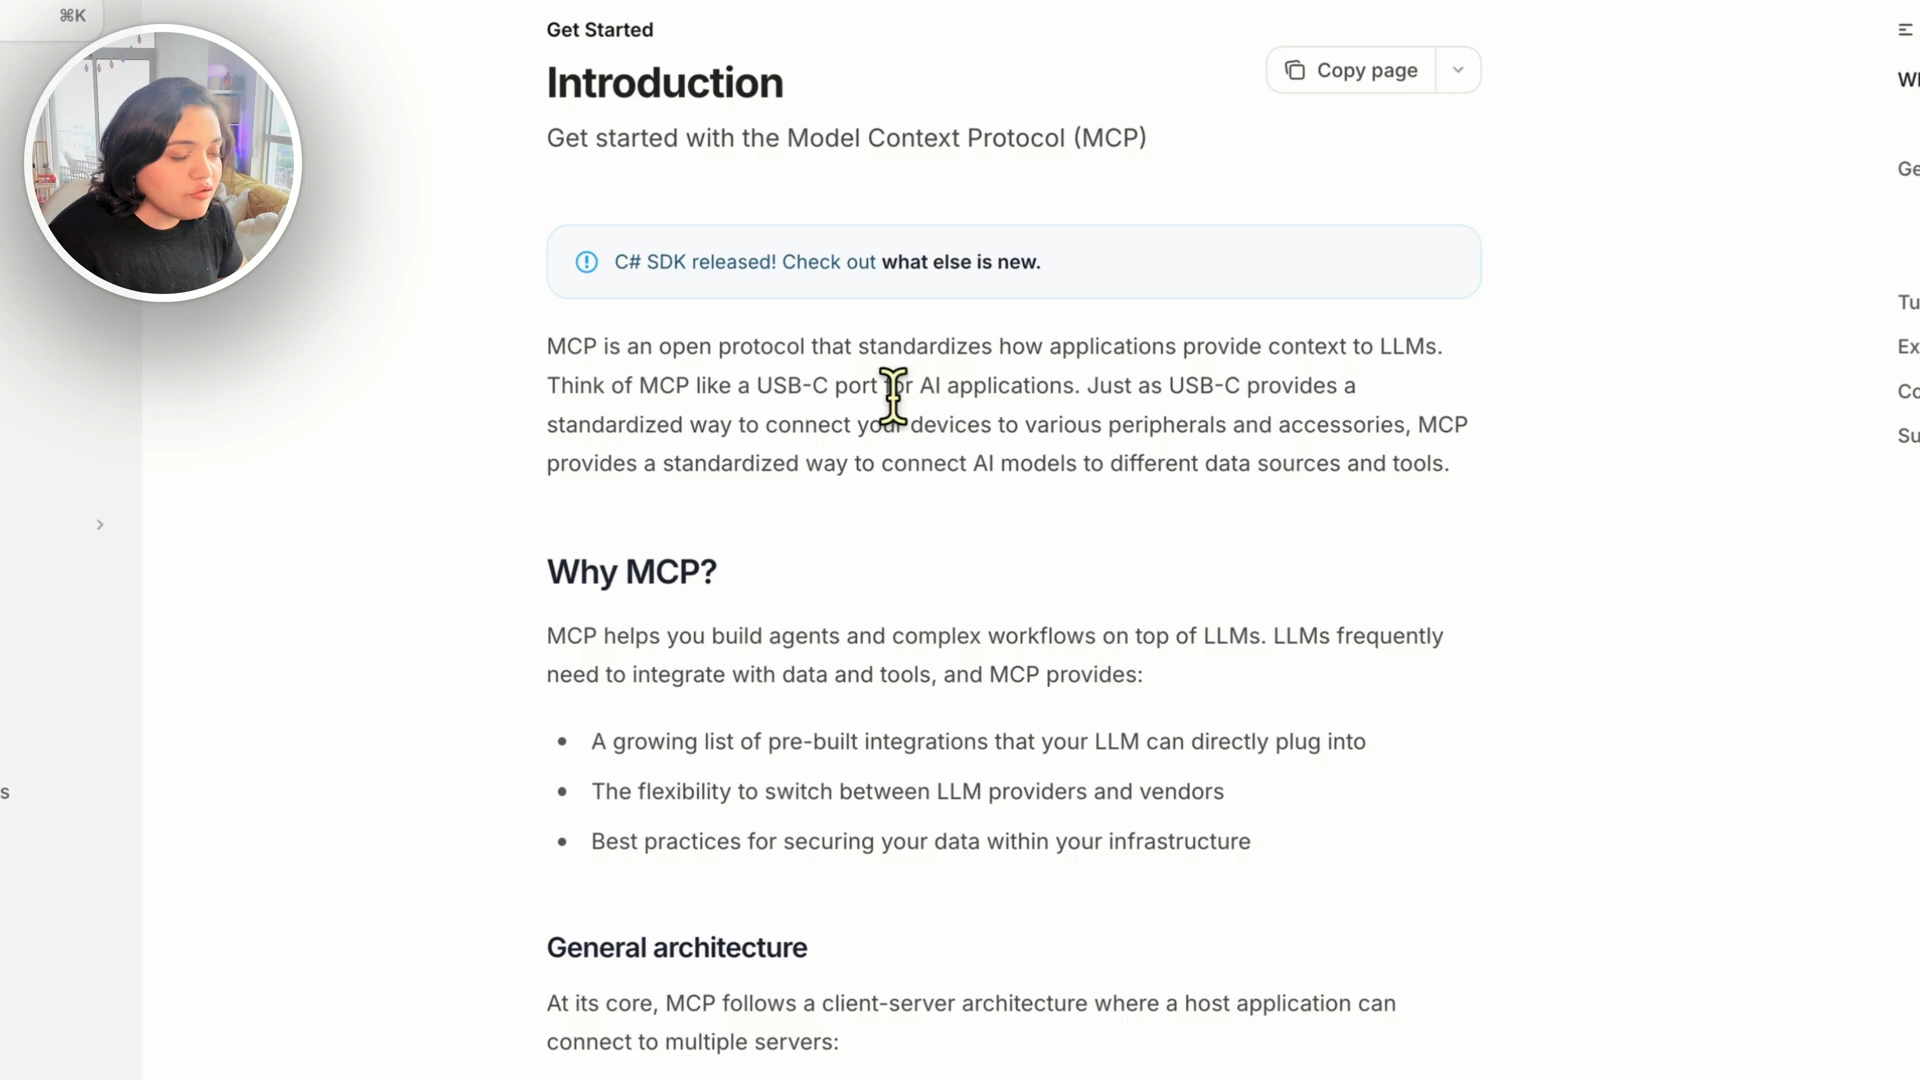 ⌘K
Get Started
Introduction
Copy page
Get started with the Model Context Protocol (MCP)
C# SDK released! Check out what else is new.
MCP is an open protocol that standardizes how applications provide context to LLMs.
Think of MCP like a USB-C port for AI applications. Just as USB-C provides a
standardized way to connect your devices to various peripherals and accessories, MCP
provides a standardized way to connect AI models to different data sources and tools.
Why MCP?
MCP helps you build agents and complex workflows on top of LLMs. LLMs frequently
need to integrate with data and tools, and MCP provides:
• A growing list of pre-built integrations that your LLM can directly plug into
• The flexibility to switch between LLM providers and vendors
• Best practices for securing your data within your infrastructure
General architecture
At its core, MCP follows a client-server architecture where a host application can
connect to multiple servers:
s
Ge
Tu
Ex
Co
Su